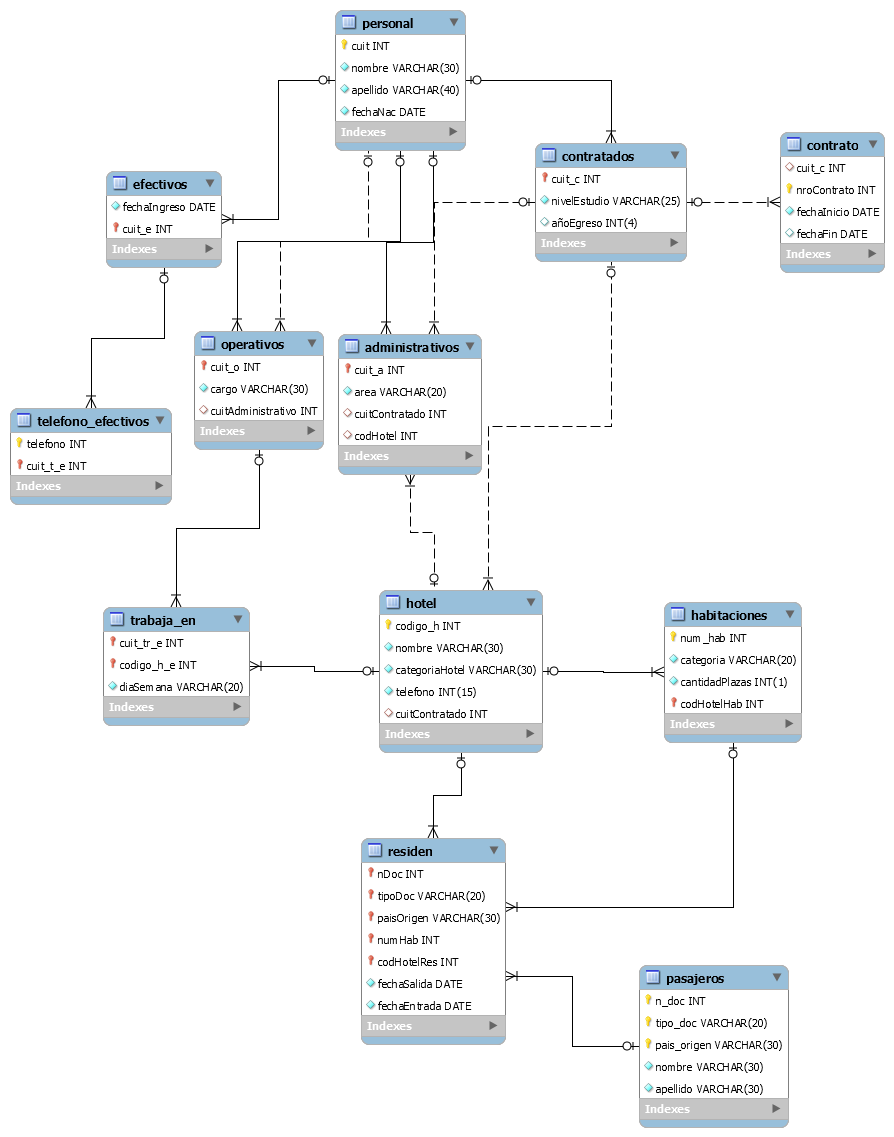 personal
cuit INT
nombre VARCHAR(30)
apellido VARCHAR(40)
fechaNac DATE
Indexes
contratados
cuit_c INT
nivelEstudio VARCHAR(25)
añoEgreso INT(4)
Indexes
contrato
cuit_c INT
nroContrato INT
fechaInicio DATE
fechaFin DATE
Indexes
efectivos
fechaIngreso DATE
cuit_e INT
Indexes
operativos
cuit_o INT
cargo VARCHAR(30)
cuitAdministrativo INT
Indexes
administrativos
cuit_a INT
area VARCHAR(20)
cuitContratado INT
codHotel INT
Indexes
telefono_efectivos
telefono INT
cuit_t_e INT
Indexes
trabaja_en
cuit_tr_e INT
codigo_h_e INT
diaSemana VARCHAR(20)
Indexes
hotel
codigo_h INT
nombre VARCHAR(30)
categoriaHotel VARCHAR(30)
telefono INT(15)
cuitContratado INT
Indexes
habitaciones
num_hab INT
categoria VARCHAR(20)
cantidadPlazas INT(1)
codHotelHab INT
Indexes
residen
nDoc INT
tipoDoc VARCHAR(20)
paisOrigen VARCHAR(30)
numHab INT
codHotelRes INT
fechaSalida DATE
fechaEntrada DATE
Indexes
pasajeros
n_doc INT
tipo_doc VARCHAR(20)
pais_origen VARCHAR(30)
nombre VARCHAR(30)
apellido VARCHAR(30)
Indexes